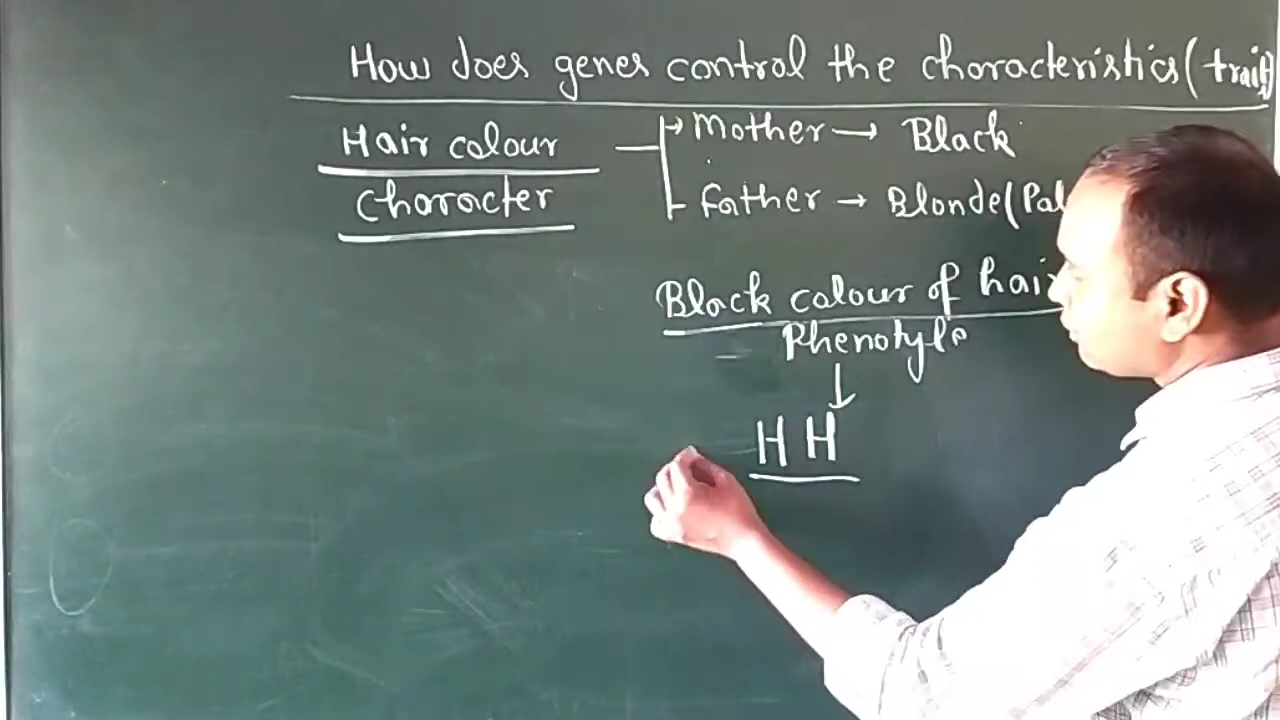 How does genes control the characteristics (trait)
Hair colour
character
Mother → Black
Father → Blonde (Pal
Black colour of hair
Phenotype
↓
HH